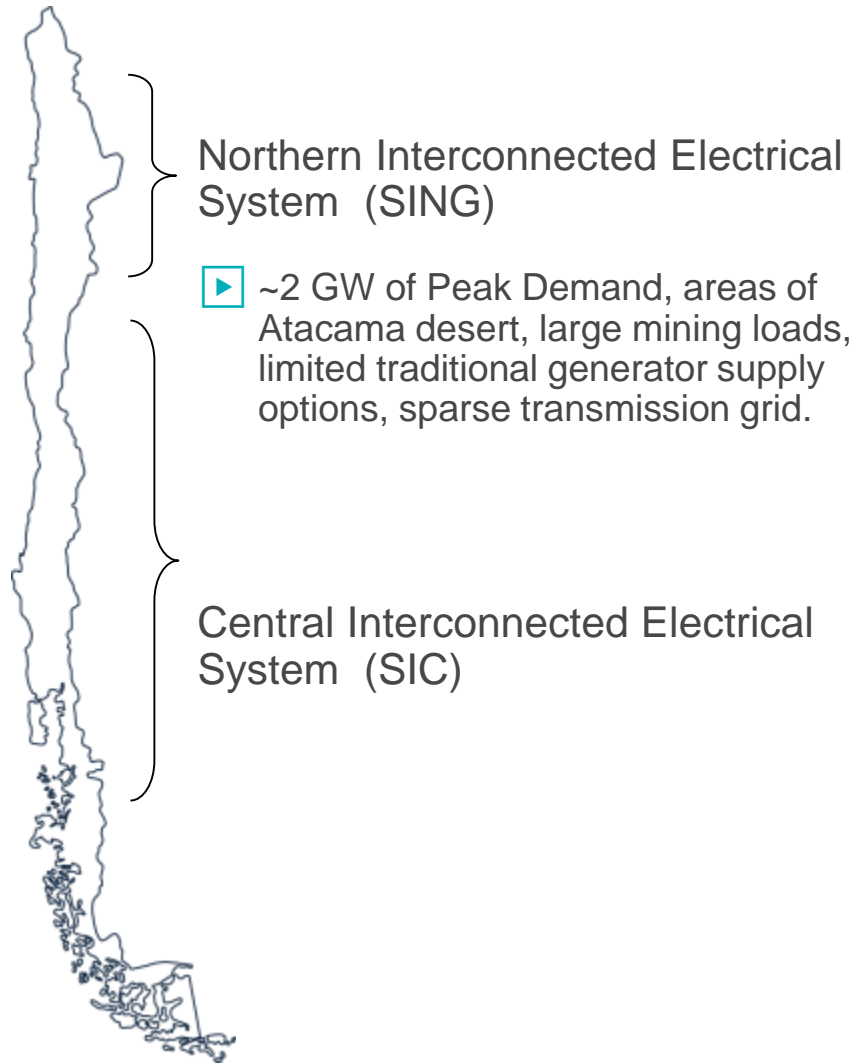 Northern Interconnected Electrical
System (SING)
~2 GW of Peak Demand, areas of
Atacama desert, large mining loads,
limited traditional generator supply
options, sparse transmission grid.
Central Interconnected Electrical
System (SIC)